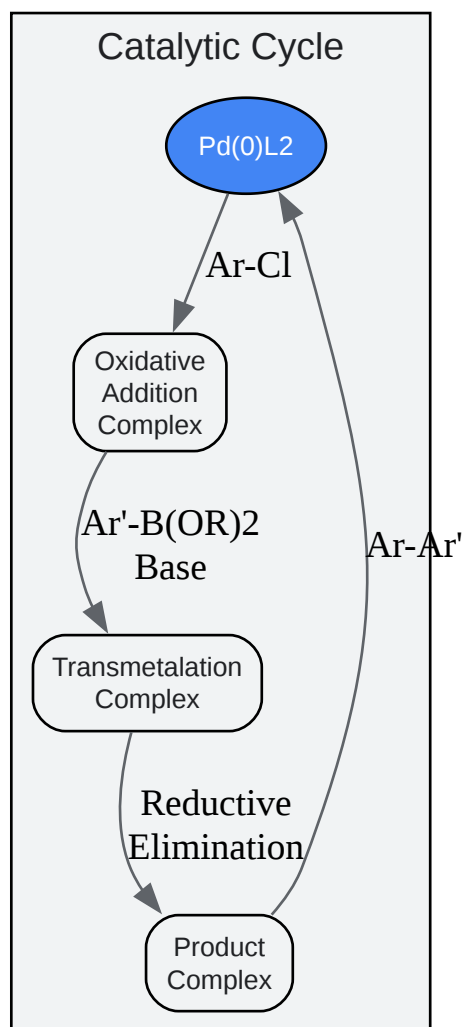 Catalytic Cycle
Pd(0)L2
Ar-Cl
Oxidative
Addition
Complex
Ar'-B(OR)2
Base
Ar-Ar'
Transmetalation
Complex
Reductive
Elimination
Product
Complex